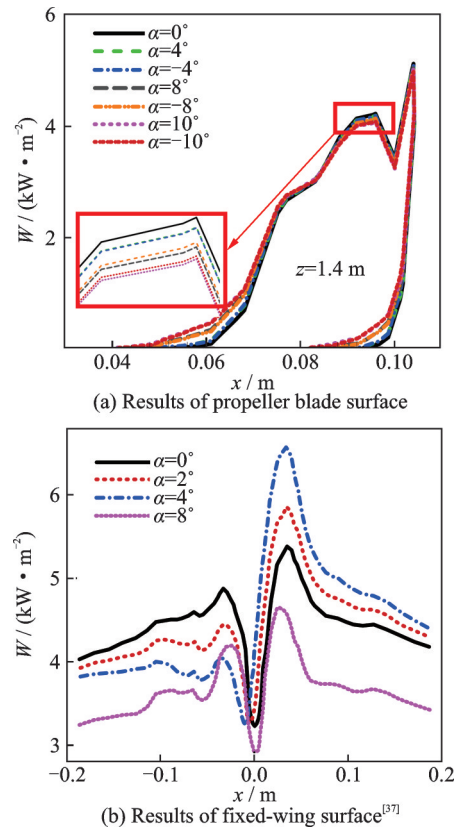 6
4
2
W / (kW • m⁻²)
α=0°
α=4°
α=−4°
α=8°
α=−8°
α=10°
α=−10°
z=1.4 m
0.04 0.06 0.08 0.10
x / m
(a) Results of propeller blade surface
6
5
4
3
W / (kW • m⁻²)
α=0°
α=2°
α=4°
α=8°
-0.2 -0.1 0.0 0.1 0.2
x / m
(b) Results of fixed-wing surface[37]